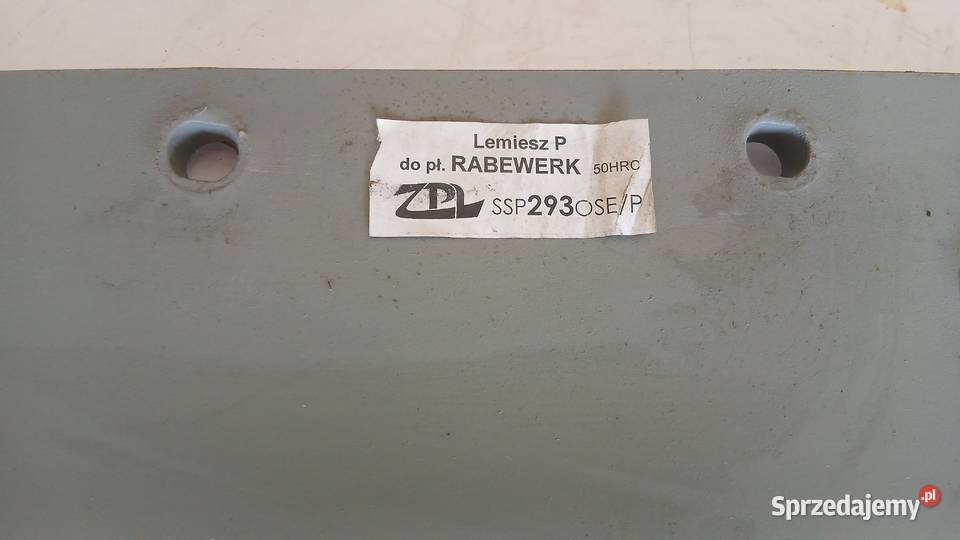 Lemiesz P
do pł. RABEWERK 50HRC
ZPL SSP293OSE/P
Sprzedajemy.pl